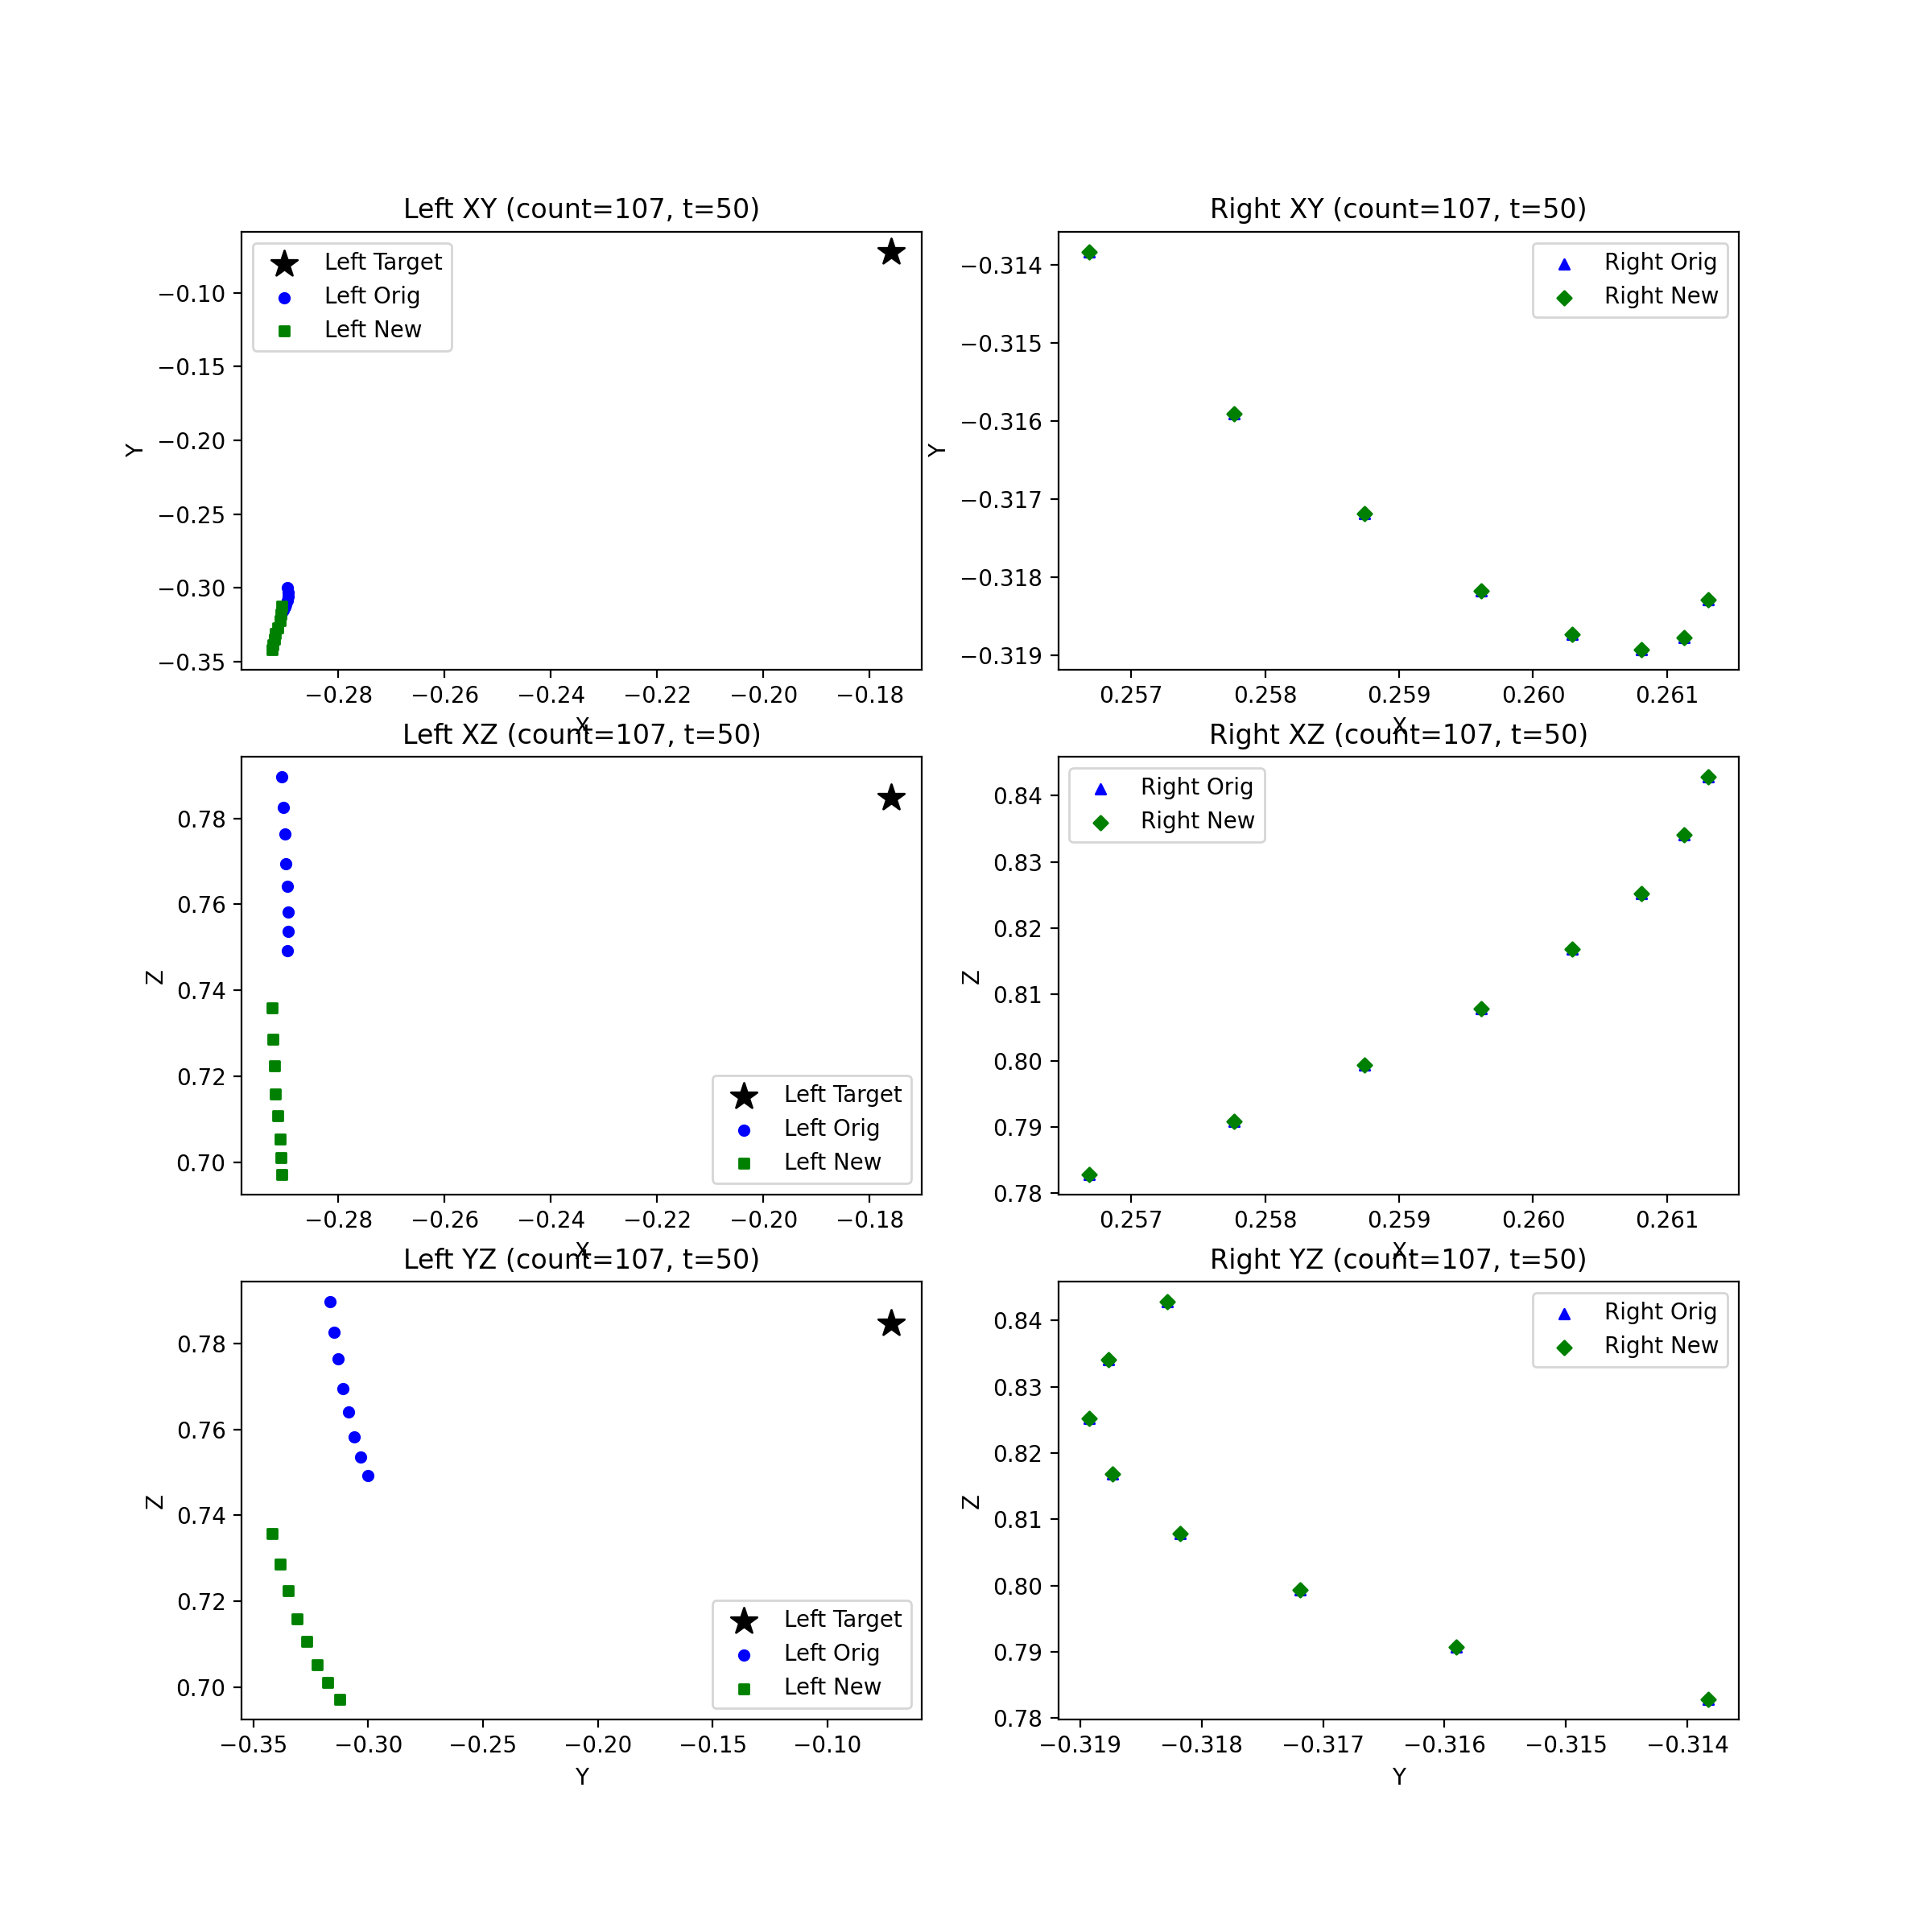 Left XY (count=107, t=50)
Left Target
Left Orig
Left New
−0.10
−0.15
−0.20
−0.25
−0.30
−0.35
Y
−0.28
−0.26
−0.24
−0.22
−0.20
−0.18
X
Right XY (count=107, t=50)
Right Orig
Right New
−0.314
−0.315
−0.316
−0.317
−0.318
−0.319
Y
0.257
0.258
0.259
0.260
0.261
X
Left XZ (count=107, t=50)
0.78
0.76
0.74
0.72
0.70
Z
Left Target
Left Orig
Left New
−0.28
−0.26
−0.24
−0.22
−0.20
−0.18
X
Right XZ (count=107, t=50)
Right Orig
Right New
0.84
0.83
0.82
0.81
0.80
0.79
0.78
Z
0.257
0.258
0.259
0.260
0.261
X
Left YZ (count=107, t=50)
0.78
0.76
0.74
0.72
0.70
Z
Left Target
Left Orig
Left New
−0.35
−0.30
−0.25
−0.20
−0.15
−0.10
Y
Right YZ (count=107, t=50)
Right Orig
Right New
0.84
0.83
0.82
0.81
0.80
0.79
0.78
Z
−0.319
−0.318
−0.317
−0.316
−0.315
−0.314
Y